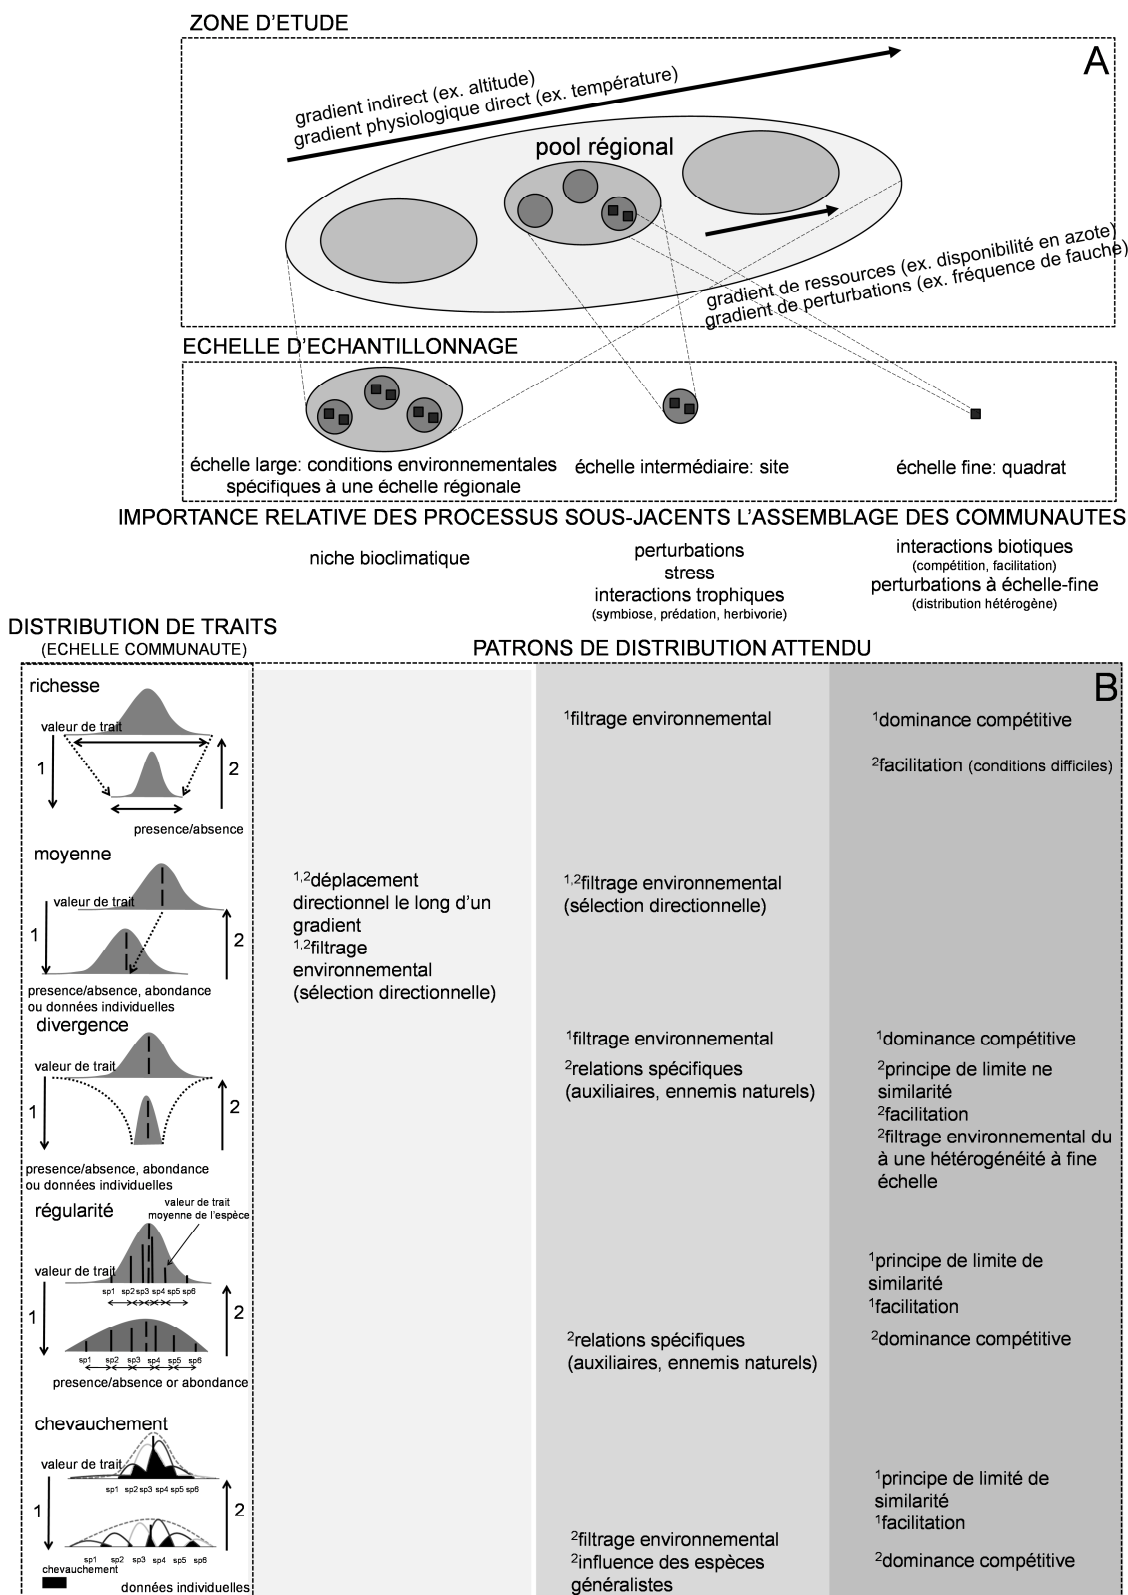 ZONE D'ETUDE
A
gradient indirect (ex. altitude)
gradient physiologique direct (ex. température)
pool régional
gradient de ressources (ex. disponibilité en azote)
gradient de perturbations (ex. fréquence de fauche)
ECHELLE D'ECHANTILLONNAGE
échelle large: conditions environnementales
spécifiques à une échelle régionale
échelle intermédiaire: site
échelle fine: quadrat
IMPORTANCE RELATIVE DES PROCESSUS SOUS-JACENTS L'ASSEMBLAGE DES COMMUNAUTES
niche bioclimatique
perturbations
stress
interactions trophiques
(symbiose, prédation, herbivorie)
interactions biotiques
(compétition, facilitation)
perturbations à échelle-fine
(distribution hétérogène)
DISTRIBUTION DE TRAITS
(ECHELLE COMMUNAUTE)
PATRONS DE DISTRIBUTION ATTENDU
B
richesse
valeur de trait
1
2
presence/absence
1filtrage environnemental
1dominance compétitive
2facilitation (conditions difficiles)
moyenne
valeur de trait
1
2
presence/absence, abondance
ou données individuelles
1,2déplacement
directionnel le long d'un
gradient
1,2filtrage
environnemental
(sélection directionnelle)
1,2filtrage environnemental
(sélection directionnelle)
divergence
valeur de trait
1
2
presence/absence, abondance
ou données individuelles
1filtrage environnemental
2relations spécifiques
(auxiliaires, ennemis naturels)
1dominance compétitive
2principe de limite ne
similarité
2facilitation
2filtrage environnemental du
à une hétérogénéité à fine
échelle
régularité
valeur de trait
moyenne de l'espèce
valeur de trait
sp1 sp2 sp3 sp4 sp5 sp6
1
2
sp1 sp2 sp3 sp4 sp5 sp6
presence/absence or abondance
2relations spécifiques
(auxiliaires, ennemis naturels)
1principe de limite de
similarité
1facilitation
2dominance compétitive
chevauchement
valeur de trait
sp1 sp2 sp3 sp4 sp5 sp6
1
2
sp1 sp2 sp3 sp4 sp5 sp6
chevauchement
données individuelles
2filtrage environnemental
2influence des espèces
généralistes
1principe de limité de
similarité
1facilitation
2dominance compétitive